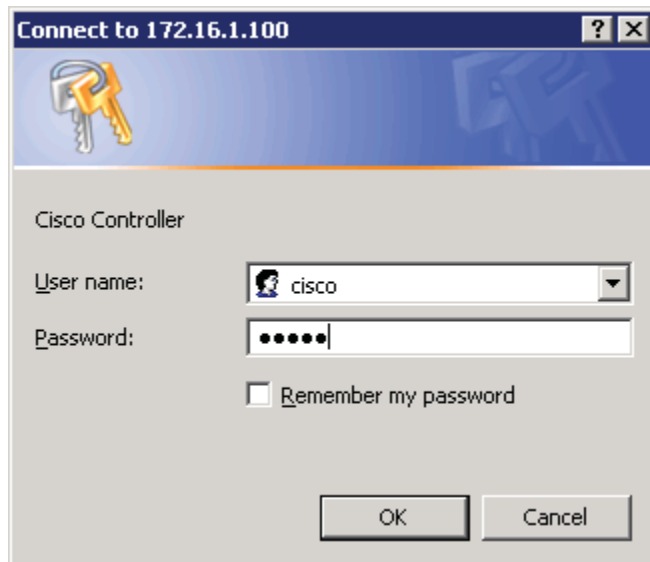 Connect to 172.16.1.100
Cisco Controller
User name:
cisco
Password:
•••••
Remember my password
OK
Cancel